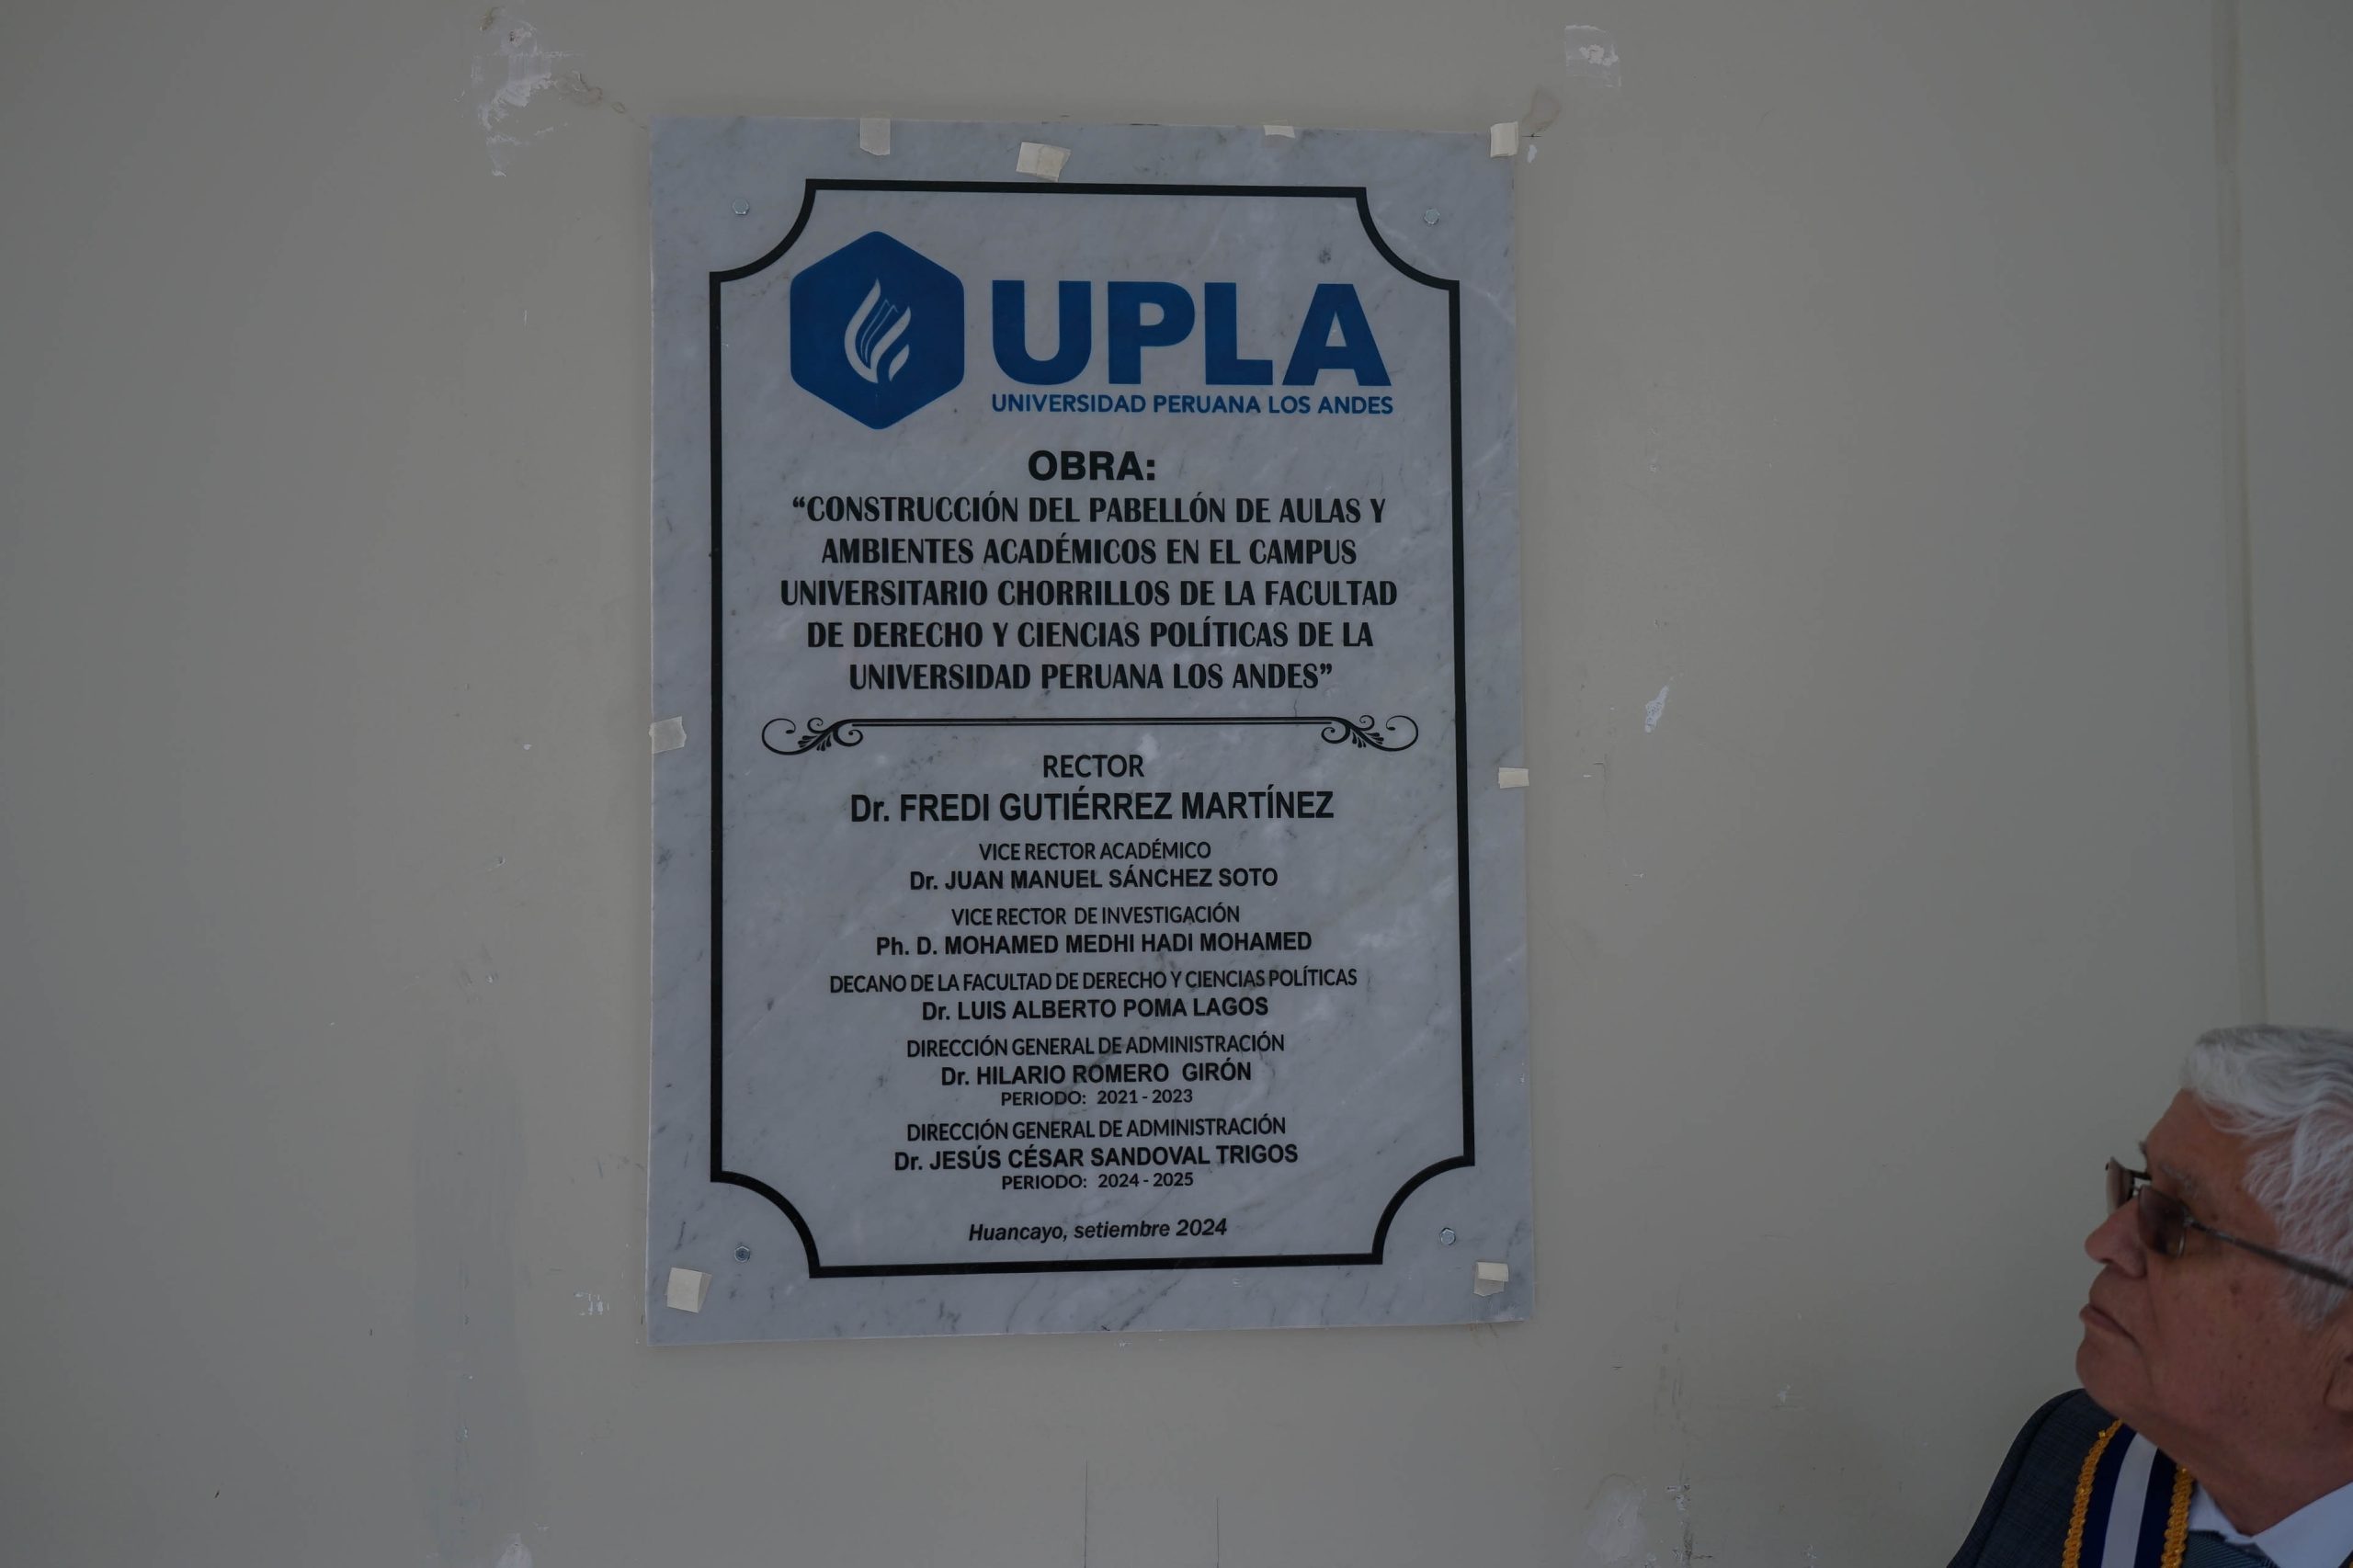 UPLA
UNIVERSIDAD PERUANA LOS ANDES
OBRA:
“CONSTRUCCIÓN DEL PABELLÓN DE AULAS Y
AMBIENTES ACADÉMICOS EN EL CAMPUS
UNIVERSITARIO CHORRILLOS DE LA FACULTAD
DE DERECHO Y CIENCIAS POLÍTICAS DE LA
UNIVERSIDAD PERUANA LOS ANDES”
RECTOR
Dr. FREDI GUTIÉRREZ MARTÍNEZ
VICE RECTOR ACADÉMICO
Dr. JUAN MANUEL SÁNCHEZ SOTO
VICE RECTOR DE INVESTIGACIÓN
Ph. D. MOHAMED MEDHI HADI MOHAMED
DECANO DE LA FACULTAD DE DERECHO Y CIENCIAS POLÍTICAS
Dr. LUIS ALBERTO POMA LAGOS
DIRECCIÓN GENERAL DE ADMINISTRACIÓN
Dr. HILARIO ROMERO GIRÓN
PERIODO: 2021 - 2023
DIRECCIÓN GENERAL DE ADMINISTRACIÓN
Dr. JESÚS CÉSAR SANDOVAL TRIGOS
PERIODO: 2024 - 2025
Huancayo, setiembre 2024